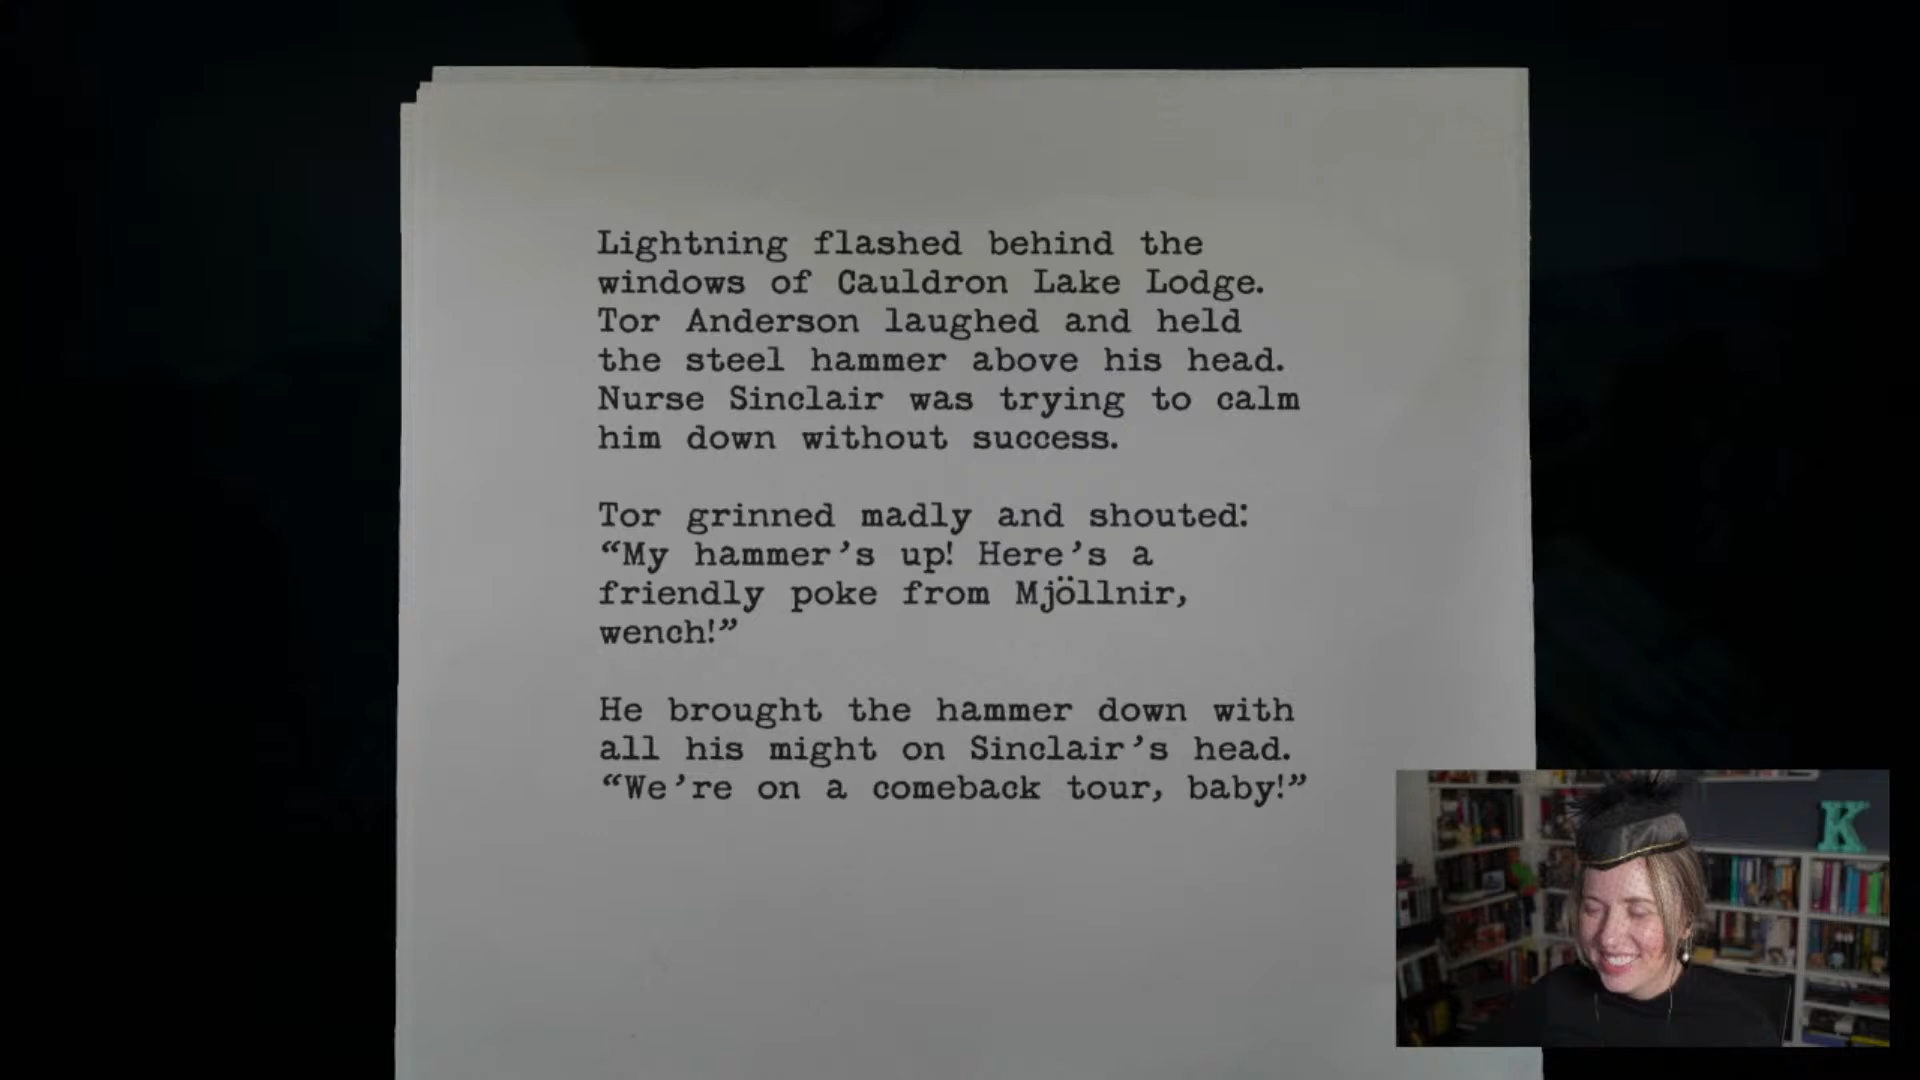 Lightning flashed behind the
windows of Cauldron Lake Lodge.
Tor Anderson laughed and held
the steel hammer above his head.
Nurse Sinclair was trying to calm
him down without success.
Tor grinned madly and shouted:
“My hammer’s up! Here’s a
friendly poke from Mjöllnir,
wench!”
He brought the hammer down with
all his might on Sinclair’s head.
“We’re on a comeback tour, baby!”
K